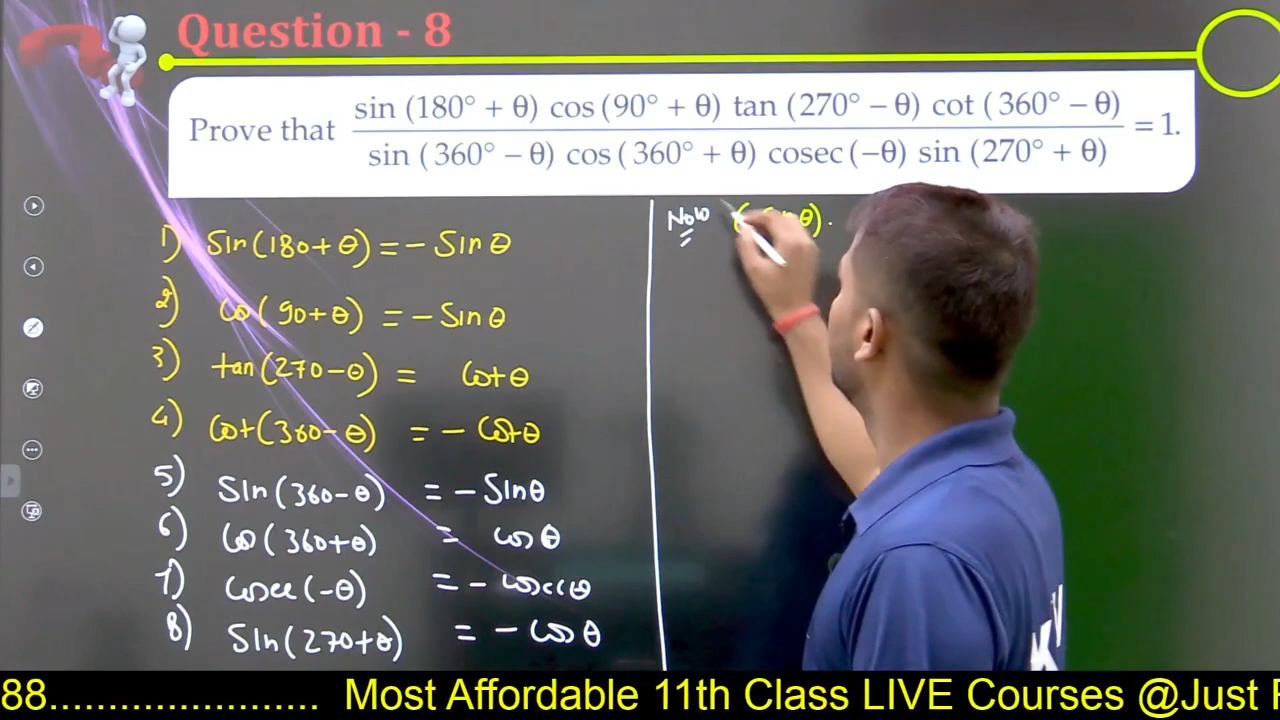 Question - 8
Prove that sin (180° + θ) cos (90° + θ) tan (270° − θ) cot (360° − θ) / sin (360° − θ) cos (360° + θ) cosec (−θ) sin (270° + θ) = 1.
1) Sin(180+θ) = − Sinθ
2) Cos(90+θ) = − Sinθ
3) tan(270−θ) = Cotθ
4) Cot(360−θ) = − Cotθ
5) Sin(360−θ) = − Sinθ
6) Cos(360+θ) = cosθ
7) Cosec(−θ) = − cosecθ
8) Sin(270+θ) = − cosθ
Now
88...................... Most Affordable 11th Class LIVE Courses @Just